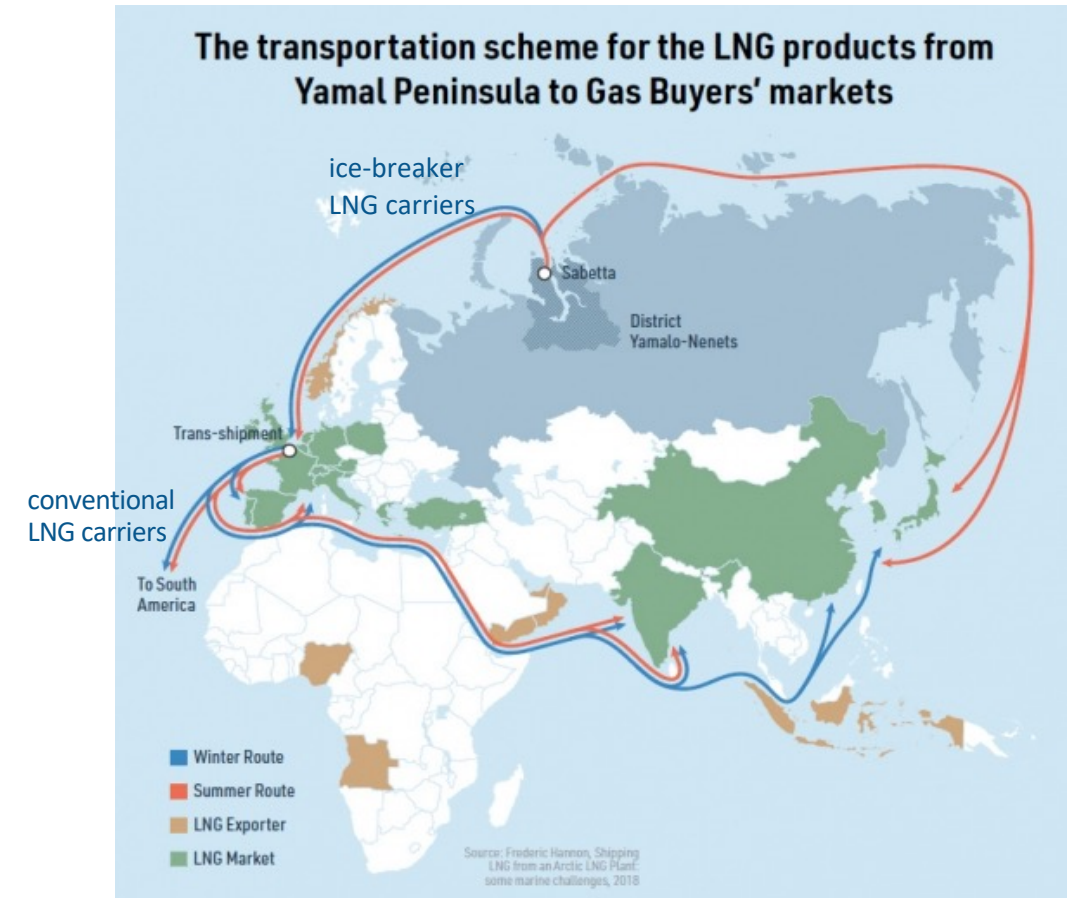 The transportation scheme for the LNG products from
Yamal Peninsula to Gas Buyers' markets
ice-breaker
LNG carriers
Sabetta
District
Yamalo-Nenets
Trans-shipment
conventional
LNG carriers
To South
America
Winter Route
Summer Route
LNG Exporter
LNG Market
Source: Frederic Hannon, Shipping
LNG from an Arctic LNG Plant:
some marine challenges, 2018